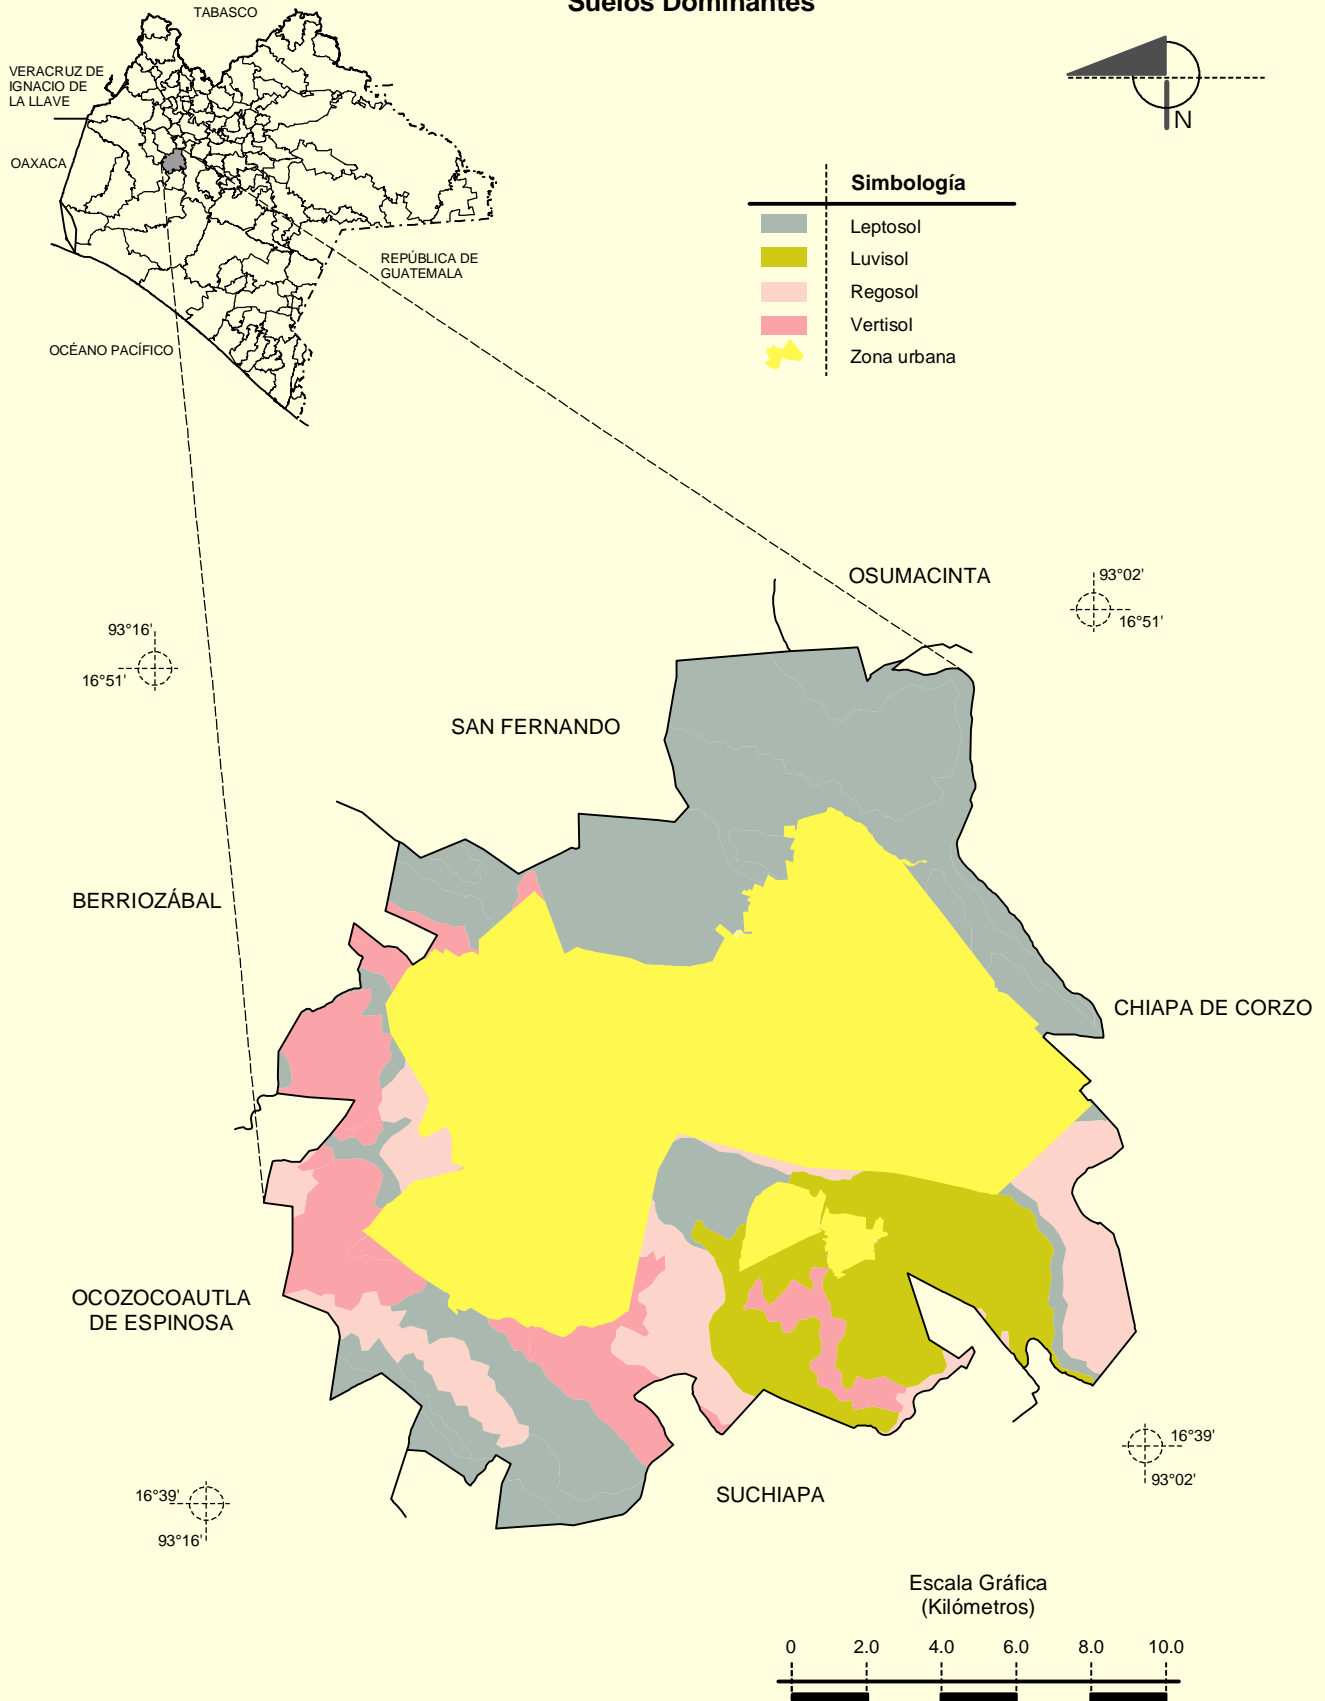 Suelos Dominantes
TABASCO
VERACRUZ DE
IGNACIO DE
LA LLAVE
OAXACA
REPÚBLICA DE
GUATEMALA
OCÉANO PACÍFICO
N
Simbología
Leptosol
Luvisol
Regosol
Vertisol
Zona urbana
OSUMACINTA
93°02'
16°51'
93°16'
16°51'
SAN FERNANDO
BERRIOZÁBAL
CHIAPA DE CORZO
OCOZOCOAUTLA
DE ESPINOSA
SUCHIAPA
16°39'
93°02'
16°39'
93°16'
Escala Gráfica
(Kilómetros)
0 2.0 4.0 6.0 8.0 10.0